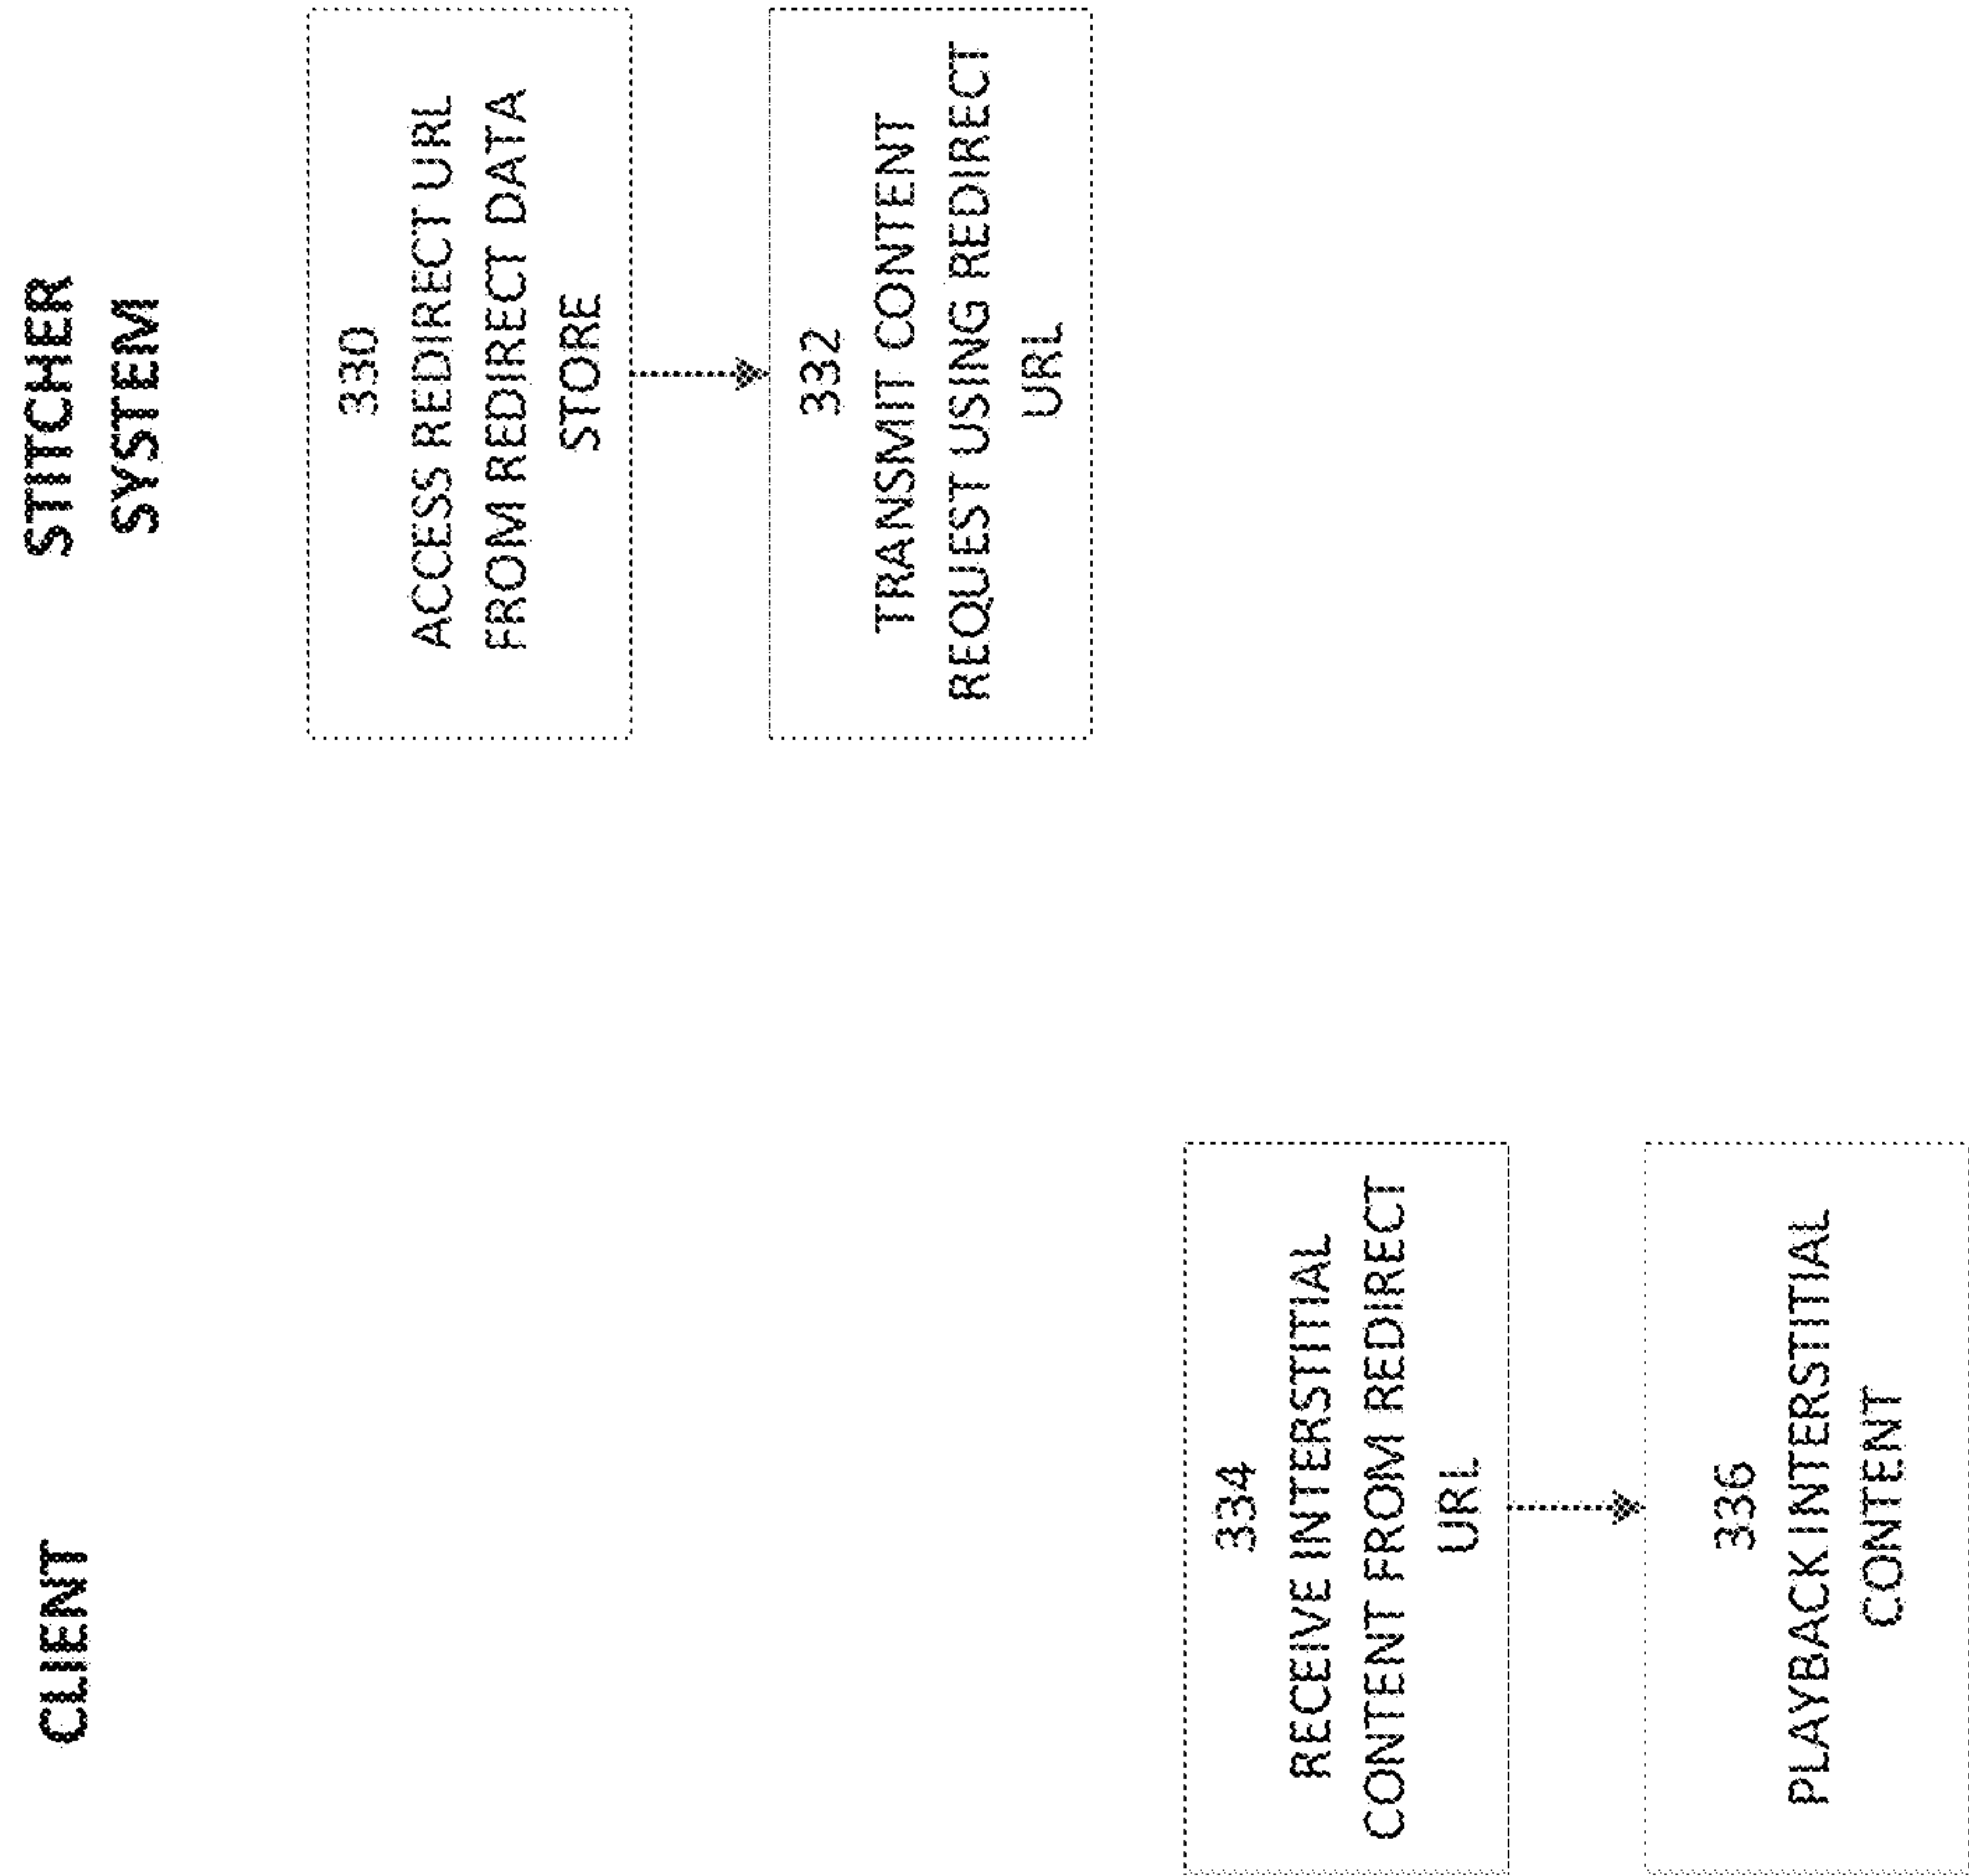 CLIENT
STITCHER
SYSTEM
330
ACCESS REDIRECT URL
FROM REDIRECT DATA
STORE
332
TRANSMIT CONTENT
REQUEST USING REDIRECT
URL
334
RECEIVE INTERSTITIAL
CONTENT FROM REDIRECT
URL
336
PLAYBACK INTERSTITIAL
CONTENT